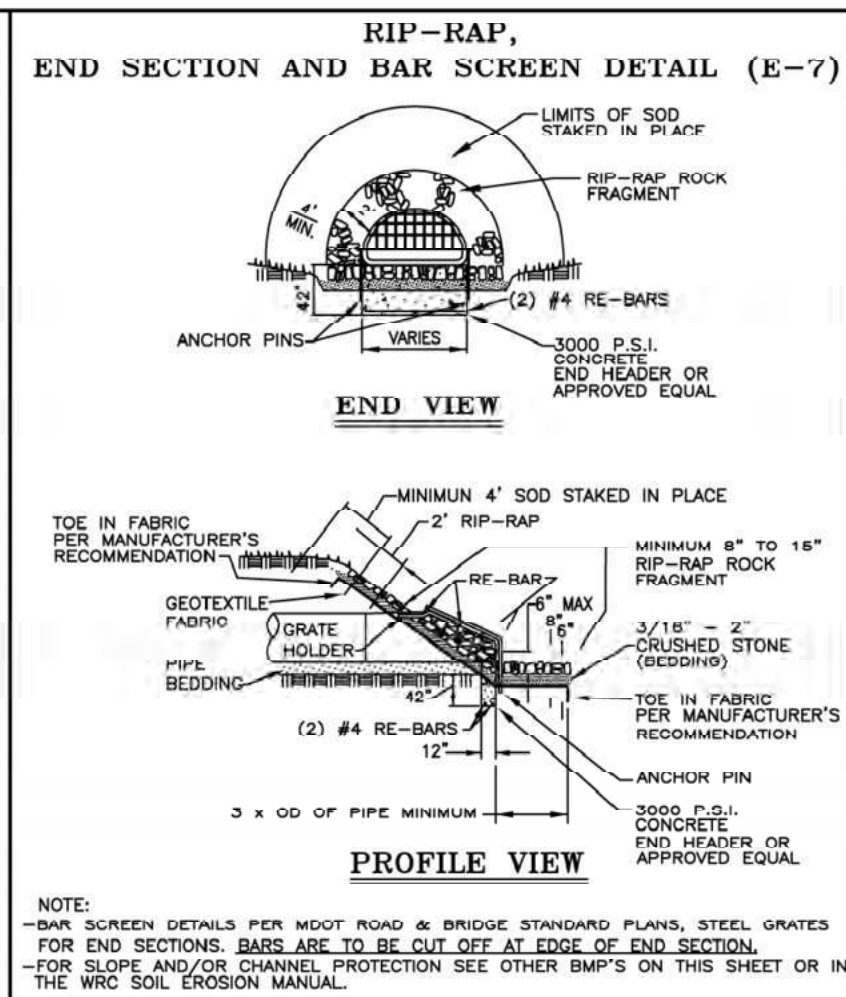 RIP-RAP,
END SECTION AND BAR SCREEN DETAIL (E-7)
LIMITS OF SOD
STAKED IN PLACE
RIP-RAP ROCK
FRAGMENT
4'
MIN.
2'
42"
(2) #4 RE-BARS
ANCHOR PINS
VARIES
3000 P.S.I.
CONCRETE
END HEADER OR
APPROVED EQUAL
END VIEW
MINIMUN 4' SOD STAKED IN PLACE
2' RIP-RAP
TOE IN FABRIC
PER MANUFACTURER'S
RECOMMENDATION
MINIMUM 8" TO 15"
RIP-RAP ROCK
FRAGMENT
RE-BAR
6" MAX
8"
6"
GEOTEXTILE
FABRIC
GRATE
HOLDER
3/16" - 2"
CRUSHED STONE
(BEDDING)
PIPE
BEDDING
42"
TOE IN FABRIC
PER MANUFACTURER'S
RECOMMENDATION
(2) #4 RE-BARS
12"
ANCHOR PIN
3 x OD OF PIPE MINIMUM
3000 P.S.I.
CONCRETE
END HEADER OR
APPROVED EQUAL
PROFILE VIEW
NOTE:
-BAR SCREEN DETAILS PER MDOT ROAD & BRIDGE STANDARD PLANS, STEEL GRATES
FOR END SECTIONS. BARS ARE TO BE CUT OFF AT EDGE OF END SECTION.
-FOR SLOPE AND/OR CHANNEL PROTECTION SEE OTHER BMP'S ON THIS SHEET OR IN
THE WRC SOIL EROSION MANUAL.